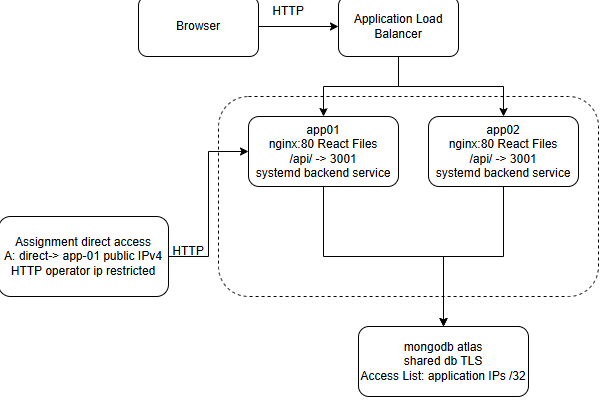 HTTP
Browser
Application Load
Balancer
app01
nginx:80 React Files
/api/ -> 3001
systemd backend service
app02
nginx:80 React Files
/api/ -> 3001
systemd backend service
Assignment direct access
A: direct-> app-01 public IPv4
HTTP operator ip restricted
HTTP
mongodb atlas
shared db TLS
Access List: application IPs /32